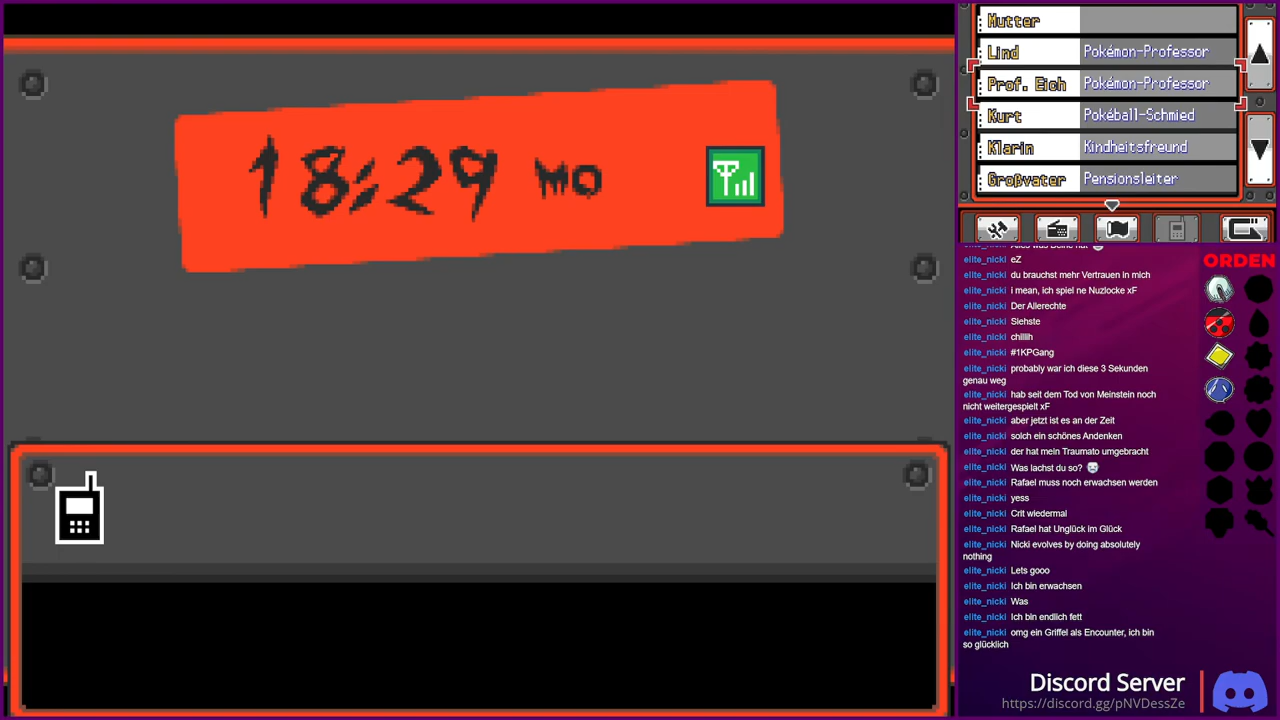 18:29 MO
Mutter
Lind Pokémon-Professor
Prof. Eich Pokémon-Professor
Kurt Pokéball-Schmied
Klarin Kindheitsfreund
Großvater Pensionsleiter
elite_nicki eZ
elite_nicki du brauchst mehr Vertrauen in mich
elite_nicki i mean, ich spiel ne Nuzlocke xF
elite_nicki Der Allerechte
elite_nicki Siehste
elite_nicki chillih
elite_nicki #1KPGang
elite_nicki probably war ich diese 3 Sekunden
genau weg
elite_nicki hab seit dem Tod von Meinstein noch
nicht weitergespielt xF
elite_nicki aber jetzt ist es an der Zeit
elite_nicki solch ein schönes Andenken
elite_nicki der hat mein Traumato umgebracht
elite_nicki Was lachst du so?
elite_nicki Rafael muss noch erwachsen werden
elite_nicki yess
elite_nicki Crit wiedermal
elite_nicki Rafael hat Unglück im Glück
elite_nicki Nicki evolves by doing absolutely
nothing
elite_nicki Lets gooo
elite_nicki Ich bin erwachsen
elite_nicki Was
elite_nicki Ich bin endlich fett
elite_nicki omg ein Griffel als Encounter, ich bin
so glücklich
ORDEN
Discord Server
https://discord.gg/pNVDessZe